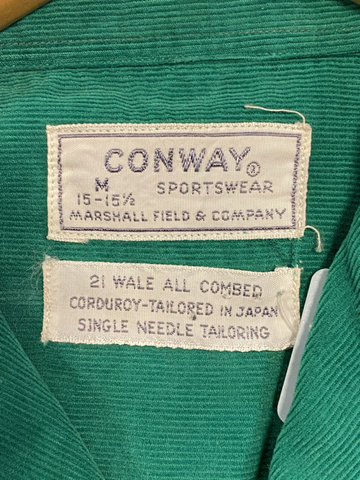 CONWAY®
M SPORTSWEAR
15-15½
MARSHALL FIELD & COMPANY
21 WALE ALL COMBED
CORDUROY-TAILORED IN JAPAN
SINGLE NEEDLE TAILORING